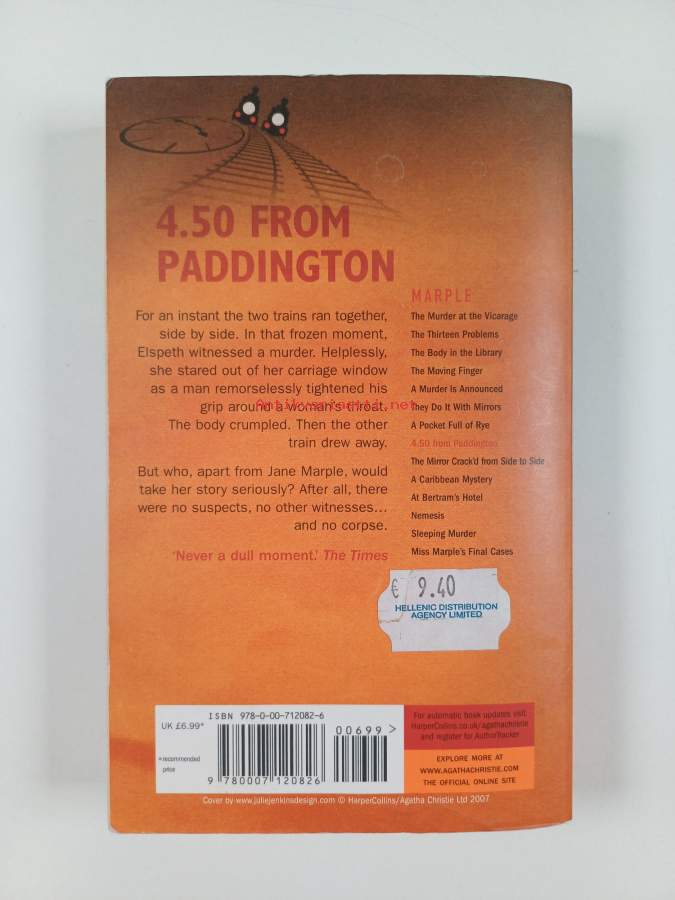 4.50 FROM
PADDINGTON
For an instant the two trains ran together,
side by side. In that frozen moment,
Elspeth witnessed a murder. Helplessly,
she stared out of her carriage window
as a man remorselessly tightened his
grip around a woman's throat.
The body crumpled. Then the other
train drew away.
But who, apart from Jane Marple, would
take her story seriously? After all, there
were no suspects, no other witnesses...
and no corpse.
'Never a dull moment.' The Times
MARPLE
The Murder at the Vicarage
The Thirteen Problems
The Body in the Library
The Moving Finger
A Murder Is Announced
They Do It With Mirrors
A Pocket Full of Rye
4.50 from Paddington
The Mirror Crack'd from Side to Side
A Caribbean Mystery
At Bertram's Hotel
Nemesis
Sleeping Murder
Miss Marple's Final Cases
€ 9.40
HELLENIC DISTRIBUTION
AGENCY LIMITED
ISBN 978-0-00-712082-6
UK £6.99*
00699 >
*recommended
price
9 780007 120826
For automatic book updates visit
HarperCollins.co.uk/agathachristie
and register for AuthorTracker
EXPLORE MORE AT
WWW.AGATHACHRISTIE.COM
THE OFFICIAL ONLINE SITE
Cover by www.juliejenkinsdesign.com © HarperCollins/Agatha Christie Ltd 2007